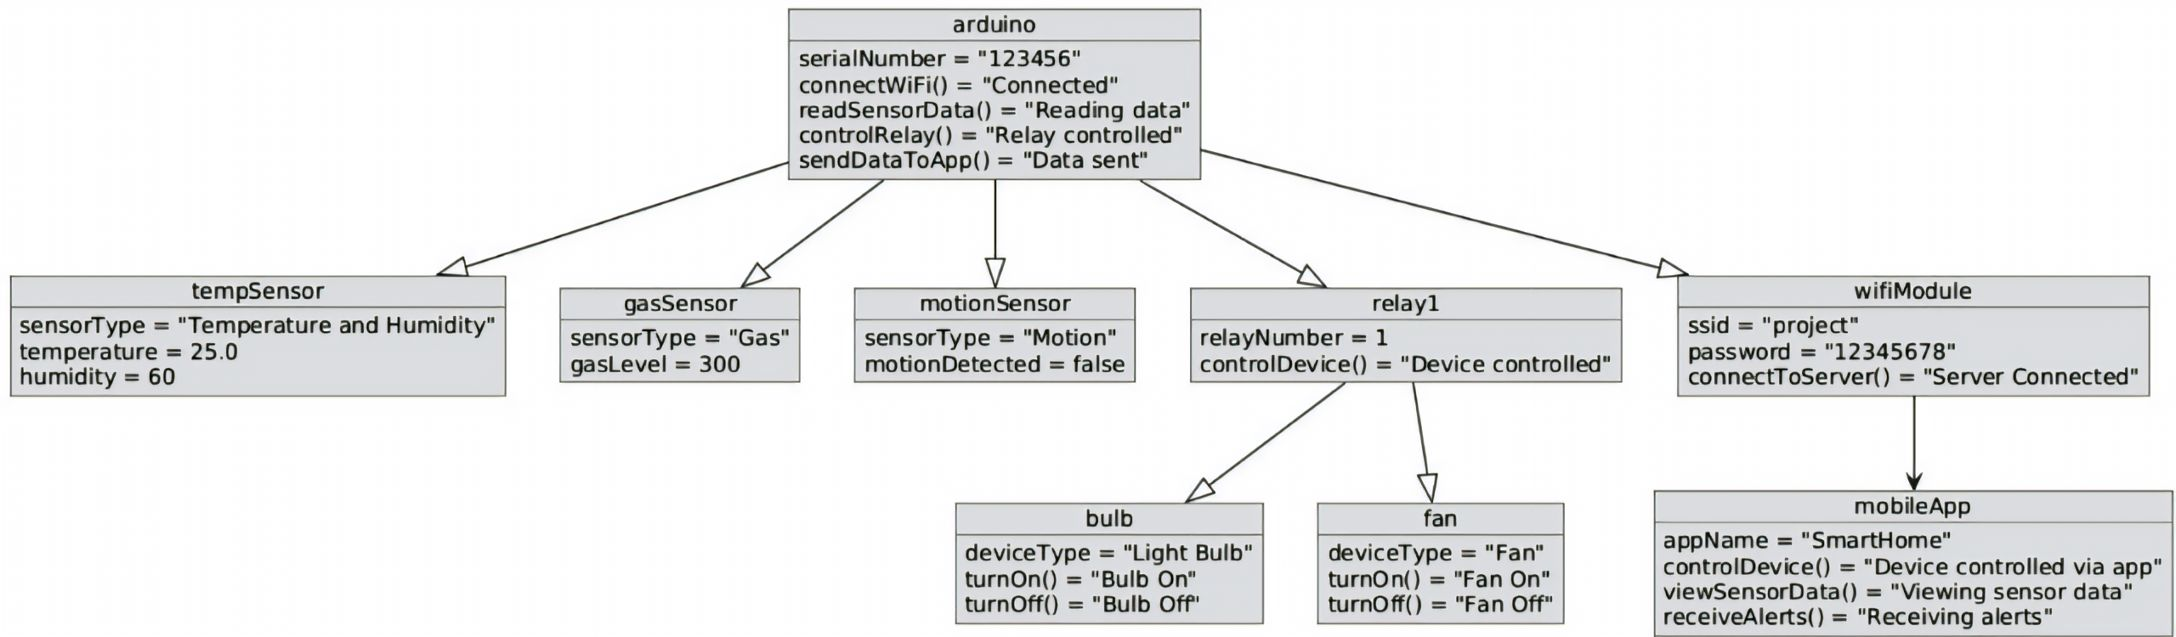 arduino
serialNumber = "123456"
connectWiFi() = "Connected"
readSensorData() = "Reading data"
controlRelay() = "Relay controlled"
sendDataToApp() = "Data sent"
tempSensor
sensorType = "Temperature and Humidity"
temperature = 25.0
humidity = 60
gasSensor
sensorType = "Gas"
gasLevel = 300
motionSensor
sensorType = "Motion"
motionDetected = false
relay1
relayNumber = 1
controlDevice() = "Device controlled"
wifiModule
ssid = "project"
password = "12345678"
connectToServer() = "Server Connected"
bulb
deviceType = "Light Bulb"
turnOn() = "Bulb On"
turnOff() = "Bulb Off"
fan
deviceType = "Fan"
turnOn() = "Fan On"
turnOff() = "Fan Off"
mobileApp
appName = "SmartHome"
controlDevice() = "Device controlled via app"
viewSensorData() = "Viewing sensor data"
receiveAlerts() = "Receiving alerts"